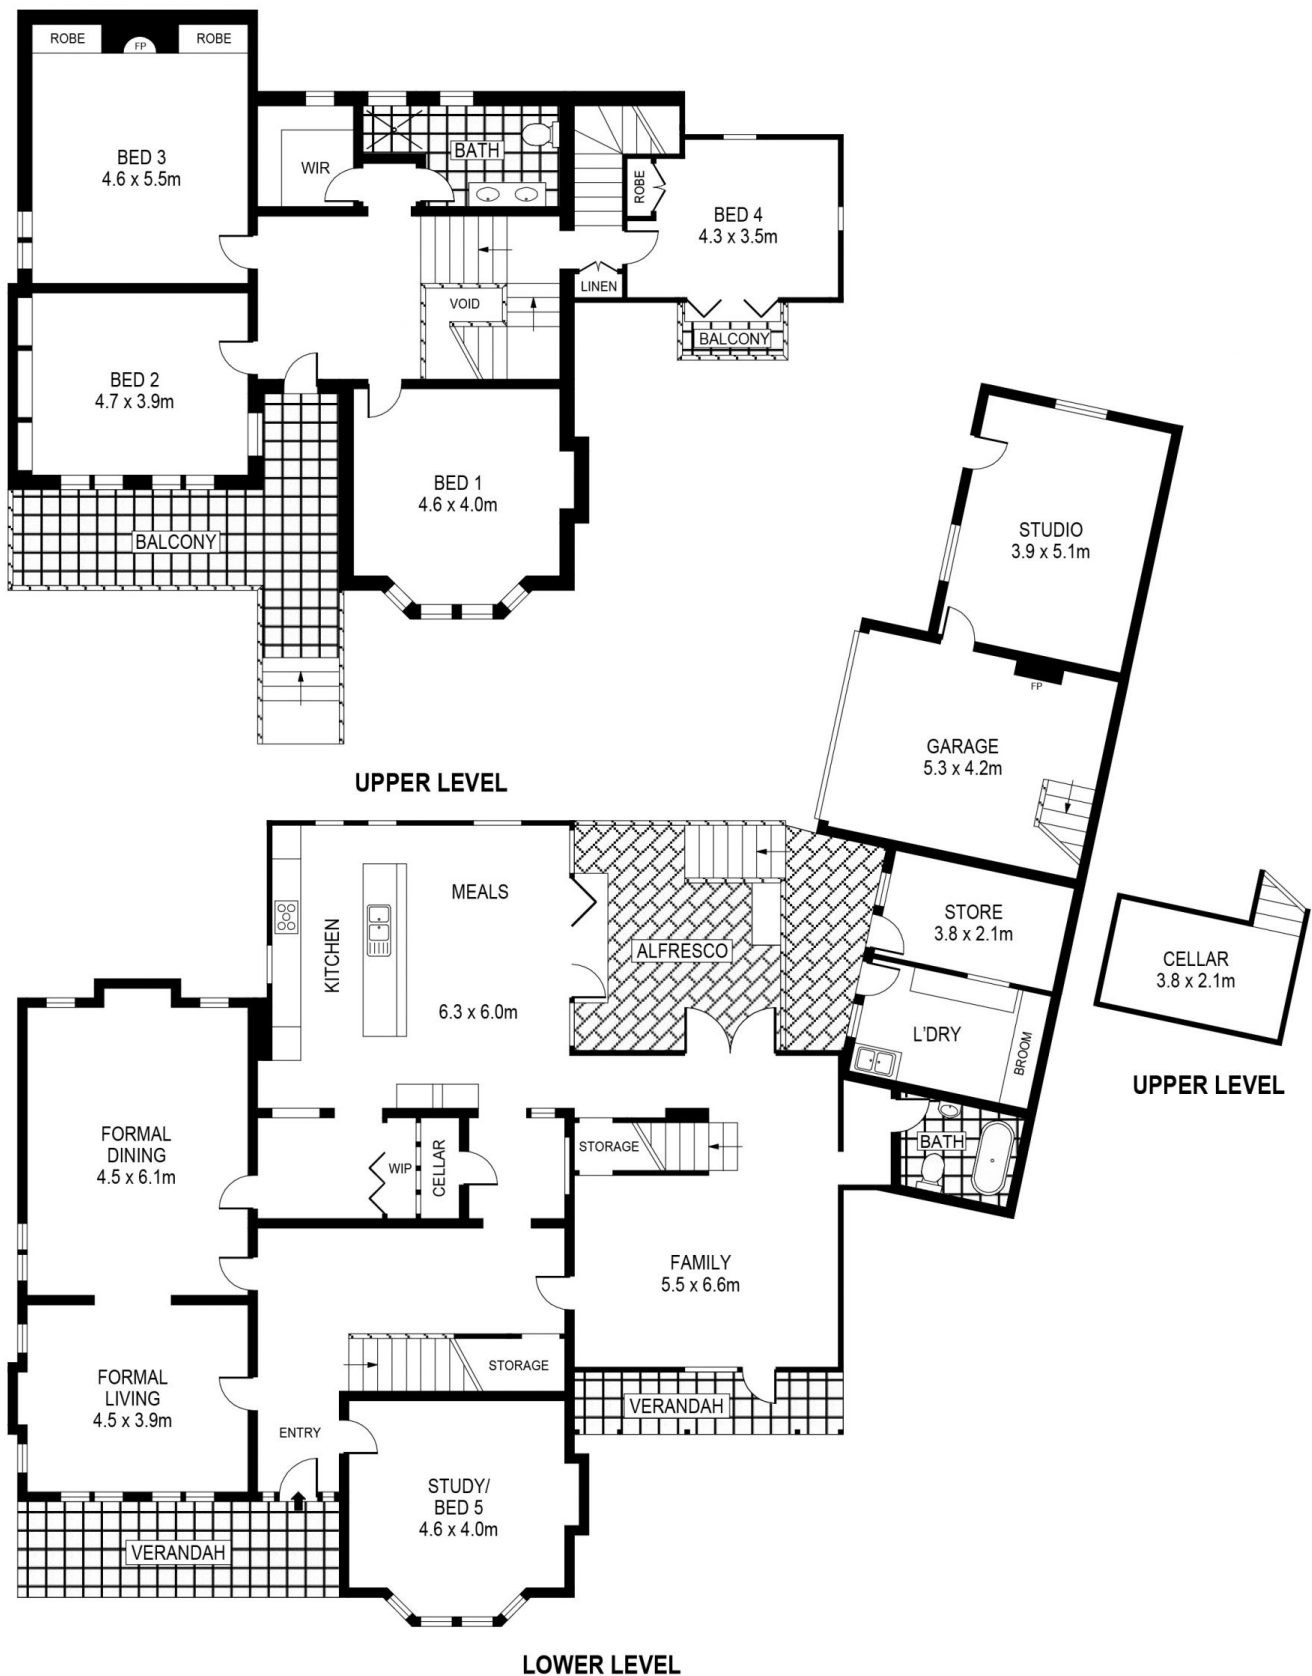 ROBE
FP
ROBE
BED 3
4.6 x 5.5m
WIR
BATH
ROBE
BED 4
4.3 x 3.5m
LINEN
VOID
BALCONY
BED 2
4.7 x 3.9m
BED 1
4.6 x 4.0m
BALCONY
STUDIO
3.9 x 5.1m
FP
GARAGE
5.3 x 4.2m
UPPER LEVEL
MEALS
KITCHEN
6.3 x 6.0m
ALFRESCO
STORE
3.8 x 2.1m
CELLAR
3.8 x 2.1m
L'DRY
BROOM
UPPER LEVEL
FORMAL
DINING
4.5 x 6.1m
WIP
CELLAR
STORAGE
BATH
FAMILY
5.5 x 6.6m
FORMAL
LIVING
4.5 x 3.9m
STORAGE
VERANDAH
ENTRY
STUDY/
BED 5
4.6 x 4.0m
VERANDAH
LOWER LEVEL